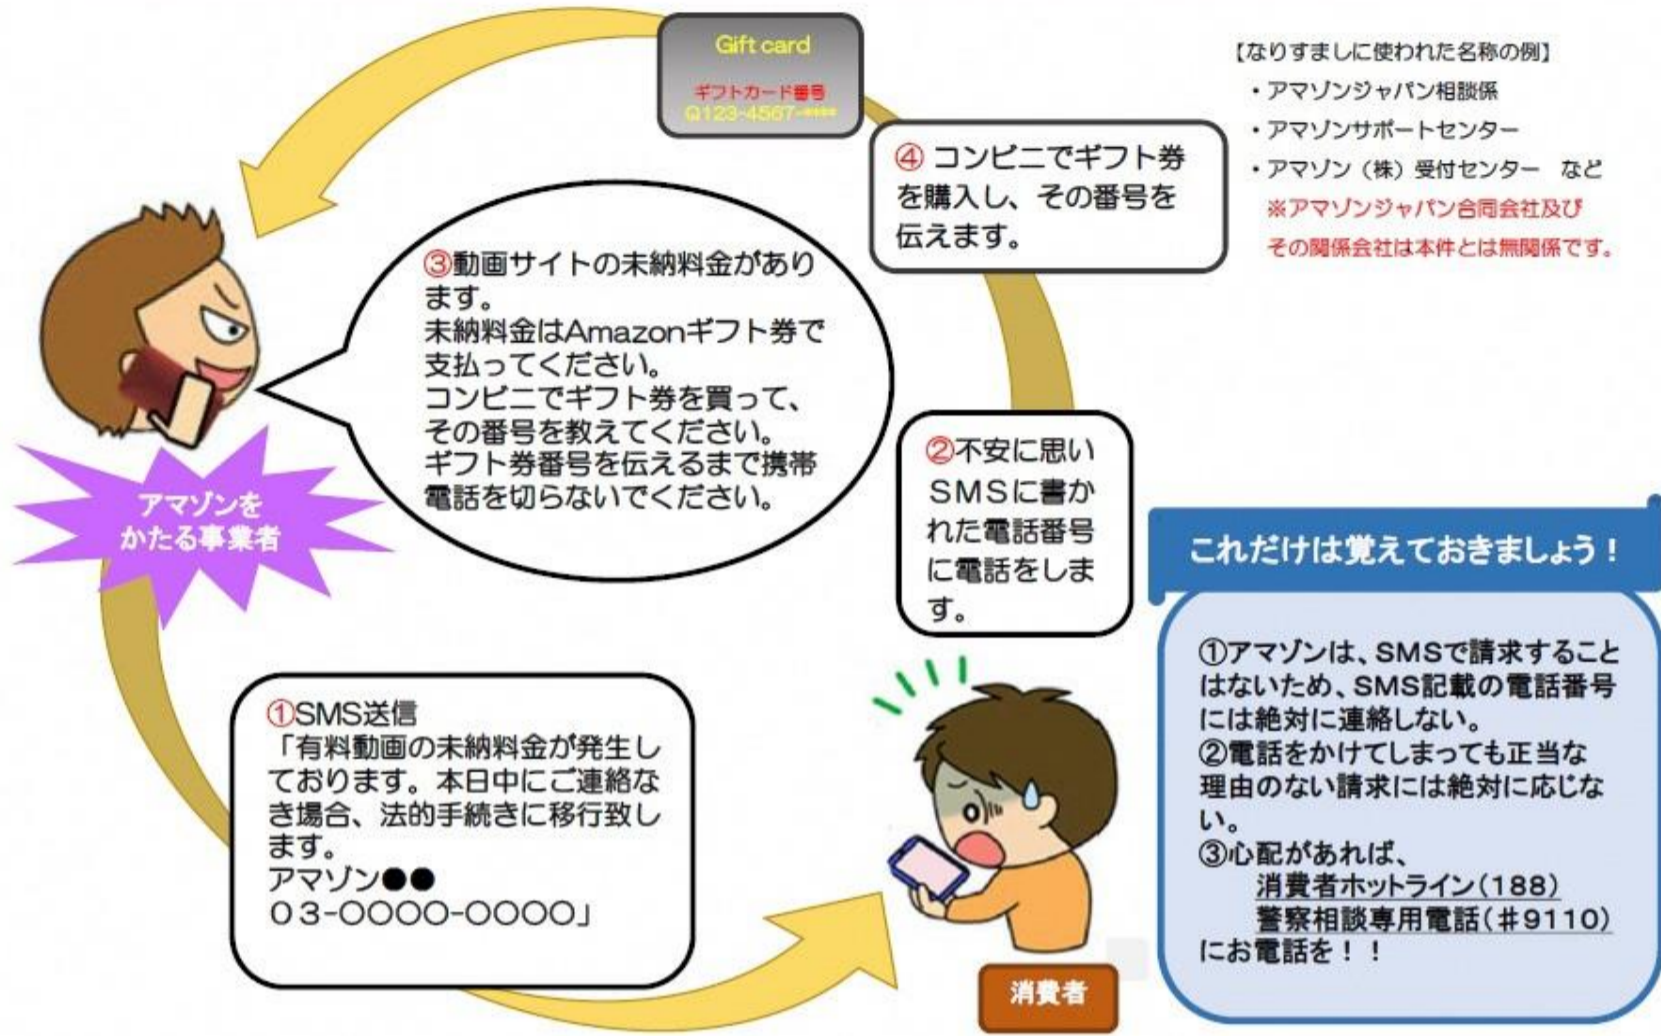 Gift card
ギフトカード番号
Q123-4567-****
【なりすましに使われた名称の例】
・アマゾンジャパン相談係
・アマゾンサポートセンター
・アマゾン（株）受付センター　など
※アマゾンジャパン合同会社及び
その関係会社は本件とは無関係です。
④ コンビニでギフト券
を購入し、その番号を
伝えます。
③動画サイトの未納料金があり
ます。
未納料金はAmazonギフト券で
支払ってください。
コンビニでギフト券を買って、
その番号を教えてください。
ギフト券番号を伝えるまで携帯
電話を切らないでください。
アマゾンを
かたる事業者
②不安に思い
ＳＭＳに書か
れた電話番号
に電話をしま
す。
①SMS送信
「有料動画の未納料金が発生し
ております。本日中にご連絡な
き場合、法的手続きに移行致し
ます。
アマゾン●●
０３-〇〇〇〇-〇〇〇〇」
消費者
これだけは覚えておきましょう！
①アマゾンは、ＳＭＳで請求すること
はないため、ＳＭＳ記載の電話番号
には絶対に連絡しない。
②電話をかけてしまっても正当な
理由のない請求には絶対に応じな
い。
③心配があれば、
消費者ホットライン（１８８）
警察相談専用電話（＃９１１０）
にお電話を！！